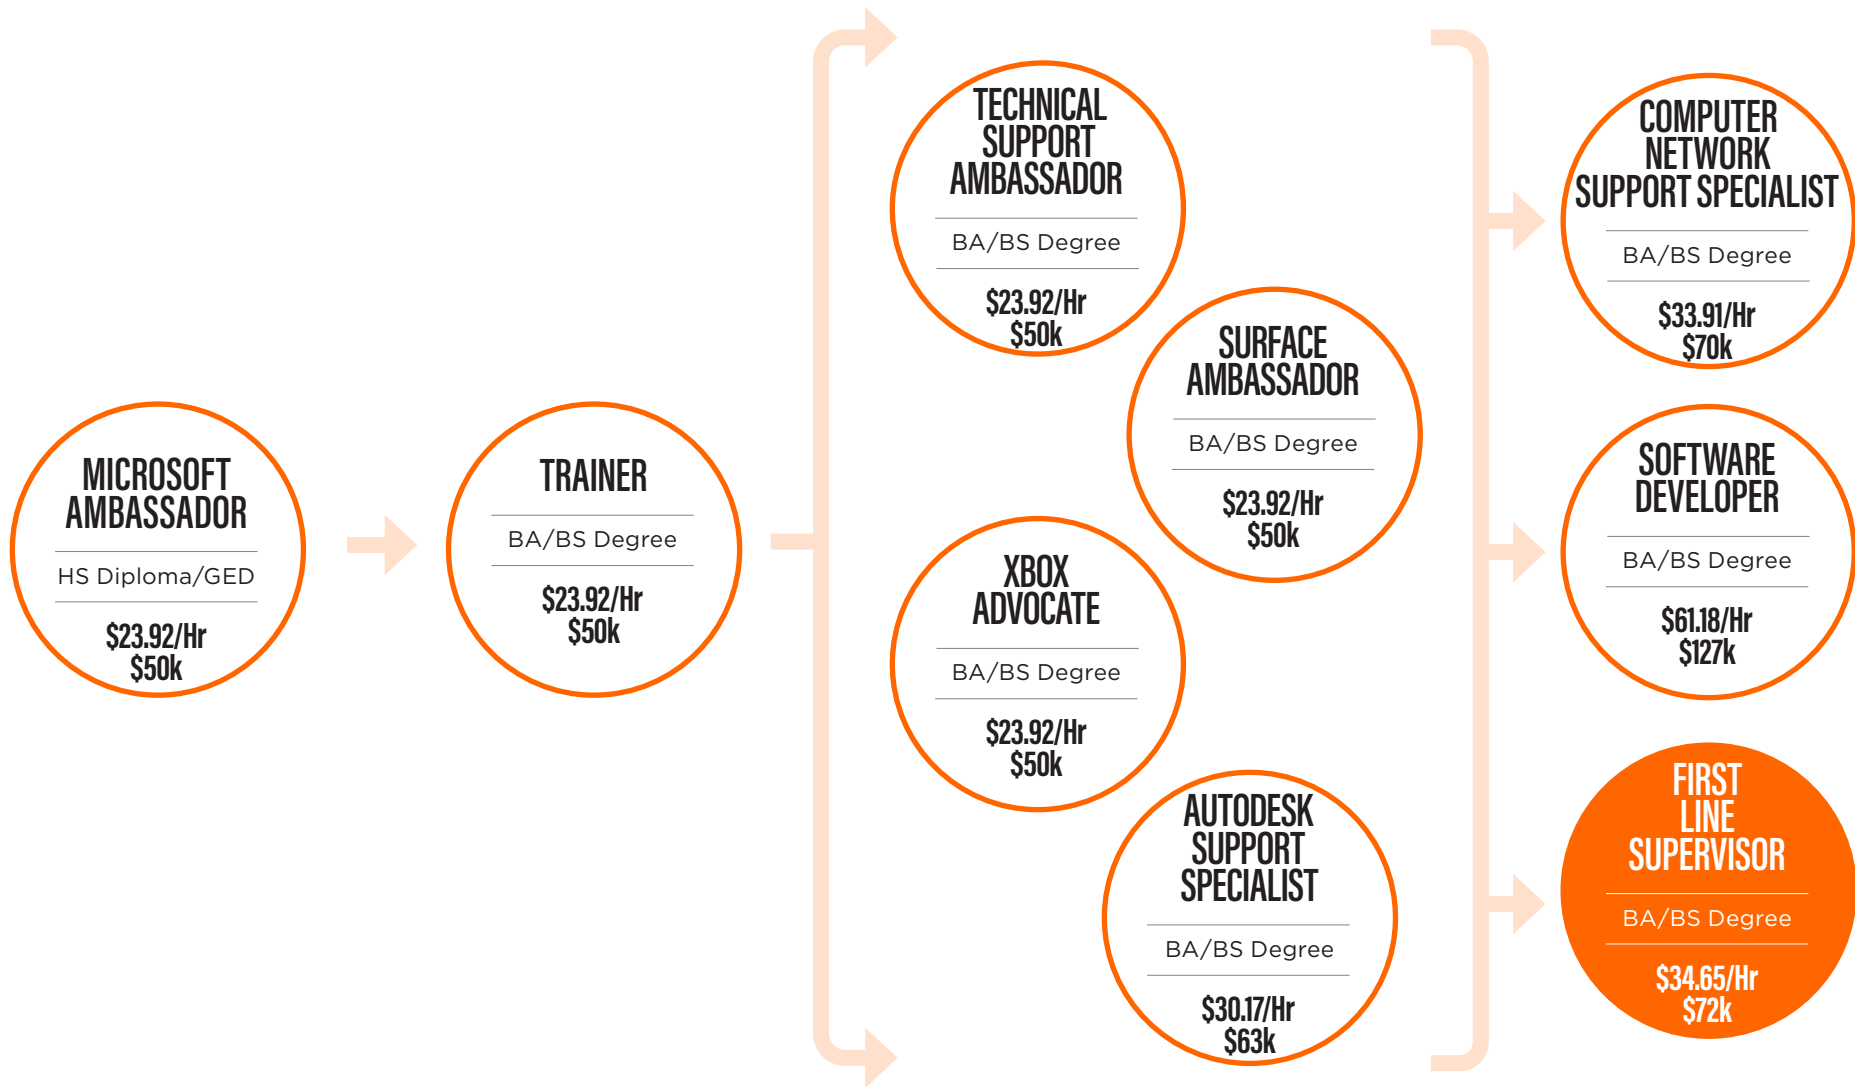 MICROSOFT
AMBASSADOR
HS Diploma/GED
$23.92/Hr
$50k
TRAINER
BA/BS Degree
$23.92/Hr
$50k
TECHNICAL
SUPPORT
AMBASSADOR
BA/BS Degree
$23.92/Hr
$50k
SURFACE
AMBASSADOR
BA/BS Degree
$23.92/Hr
$50k
XBOX
ADVOCATE
BA/BS Degree
$23.92/Hr
$50k
AUTODESK
SUPPORT
SPECIALIST
BA/BS Degree
$30.17/Hr
$63k
COMPUTER
NETWORK
SUPPORT SPECIALIST
BA/BS Degree
$33.91/Hr
$70k
SOFTWARE
DEVELOPER
BA/BS Degree
$61.18/Hr
$127k
FIRST
LINE
SUPERVISOR
BA/BS Degree
$34.65/Hr
$72k